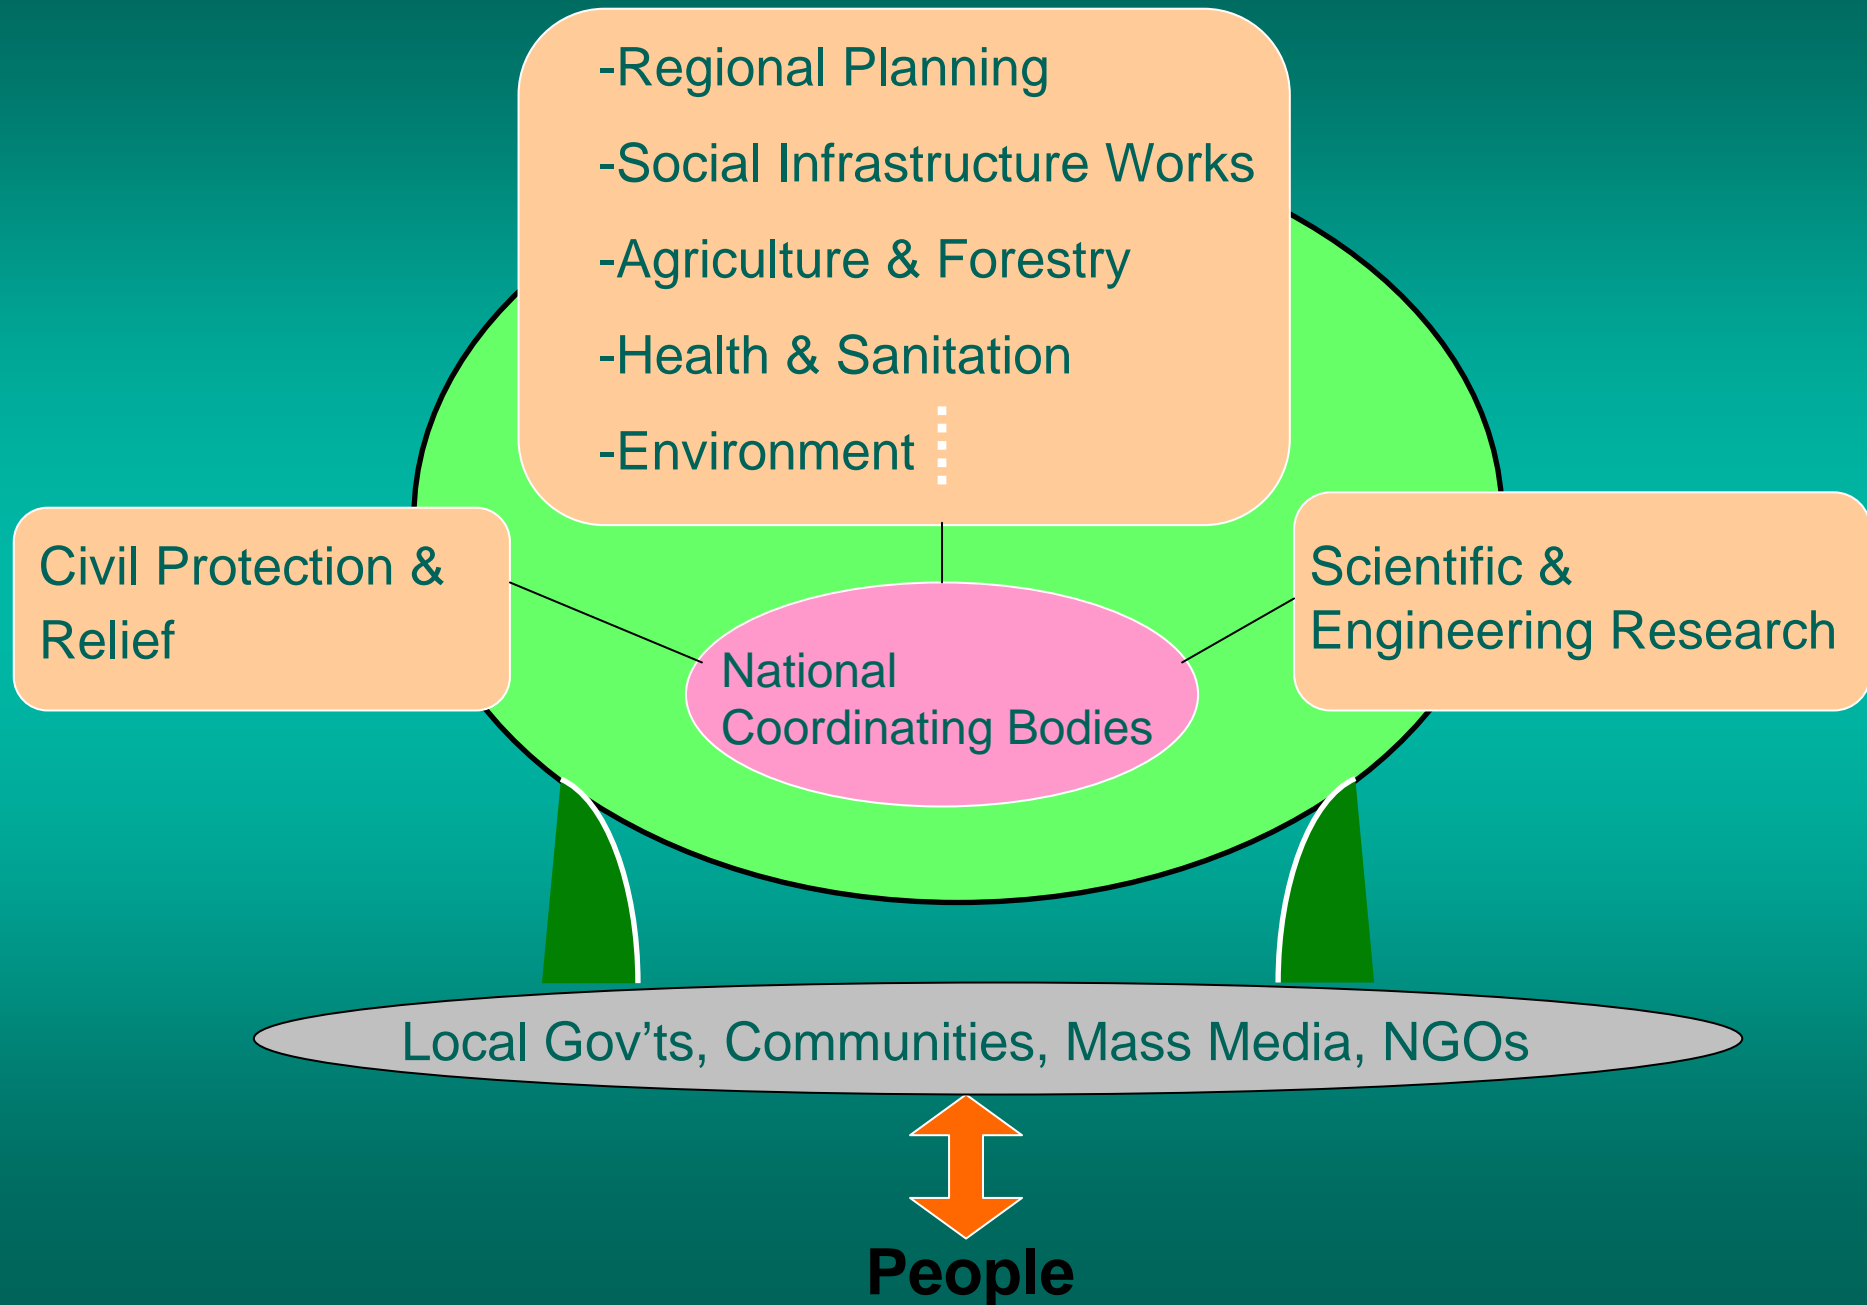 -Regional Planning
-Social Infrastructure Works
-Agriculture & Forestry
-Health & Sanitation
-Environment
Civil Protection &
Relief
Scientific &
Engineering Research
National
Coordinating Bodies
Local Gov’ts, Communities, Mass Media, NGOs
People